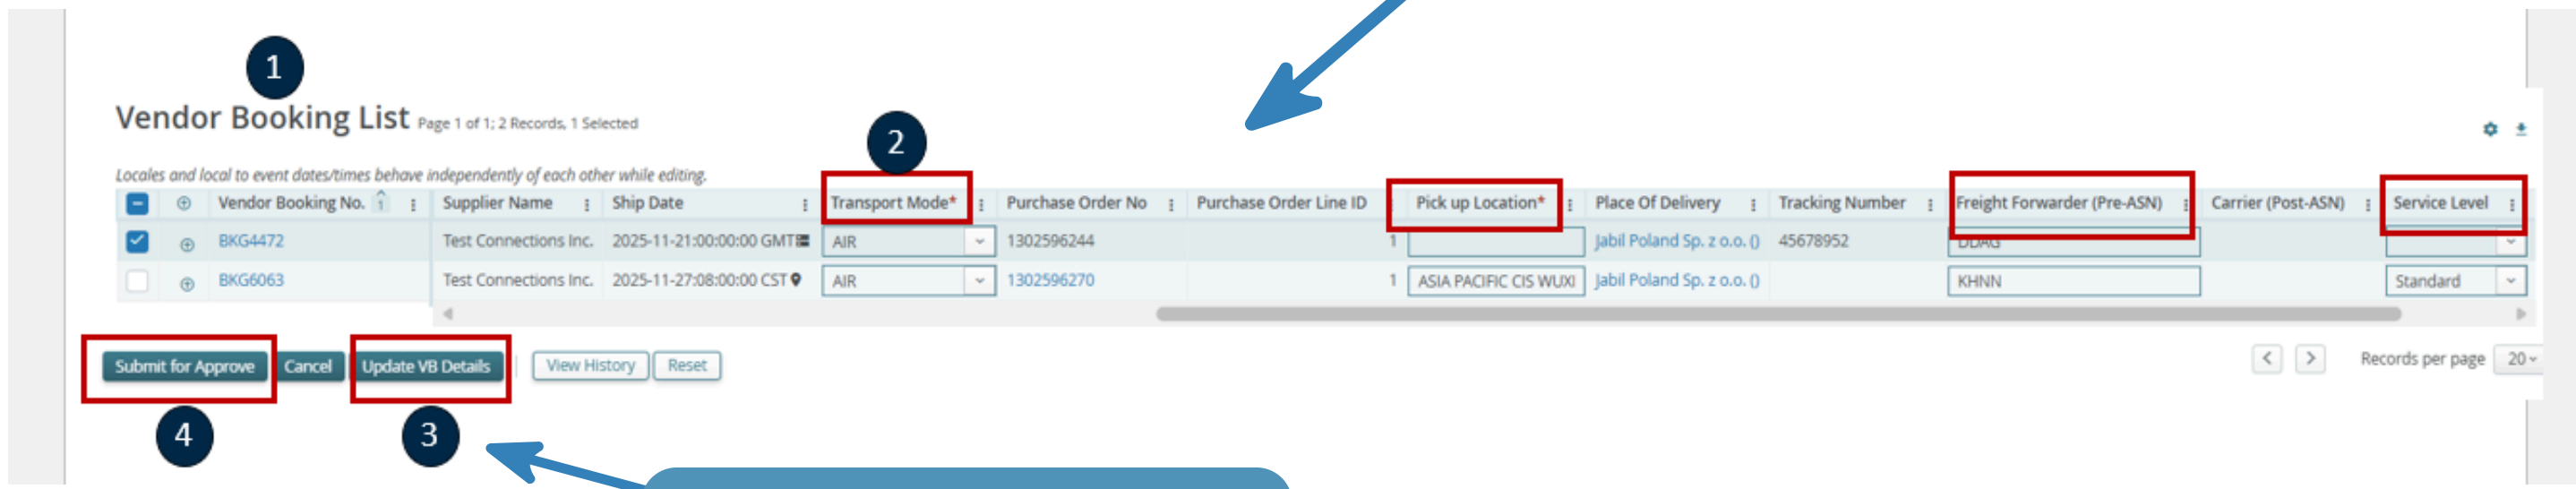 1
Vendor Booking List Page 1 of 1; 2 Records, 1 Selected
2
Locales and local to event dates/times behave independently of each other while editing.
Vendor Booking No. 1 Supplier Name Ship Date Transport Mode* Purchase Order No Purchase Order Line ID Pick up Location* Place Of Delivery Tracking Number Freight Forwarder (Pre-ASN) Carrier (Post-ASN) Service Level
BKG4472 Test Connections Inc. 2025-11-21:00:00:00 GMT AIR 1302596244 1 Jabil Poland Sp. z o.o. () 45678952 DDAG
BKG6063 Test Connections Inc. 2025-11-27:08:00:00 CST AIR 1302596270 1 ASIA PACIFIC CIS WUXI Jabil Poland Sp. z o.o. () KHNN Standard
Submit for Approve Cancel Update VB Details View History Reset Records per page 20
4 3